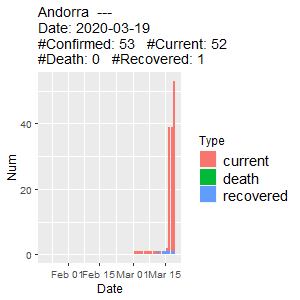 Andorra  ---
Date: 2020-03-19
#Confirmed: 53   #Current: 52
#Death: 0   #Recovered: 1
Num
40
20
0
Feb 01 Feb 15 Mar 01 Mar 15
Date
Type
current
death
recovered